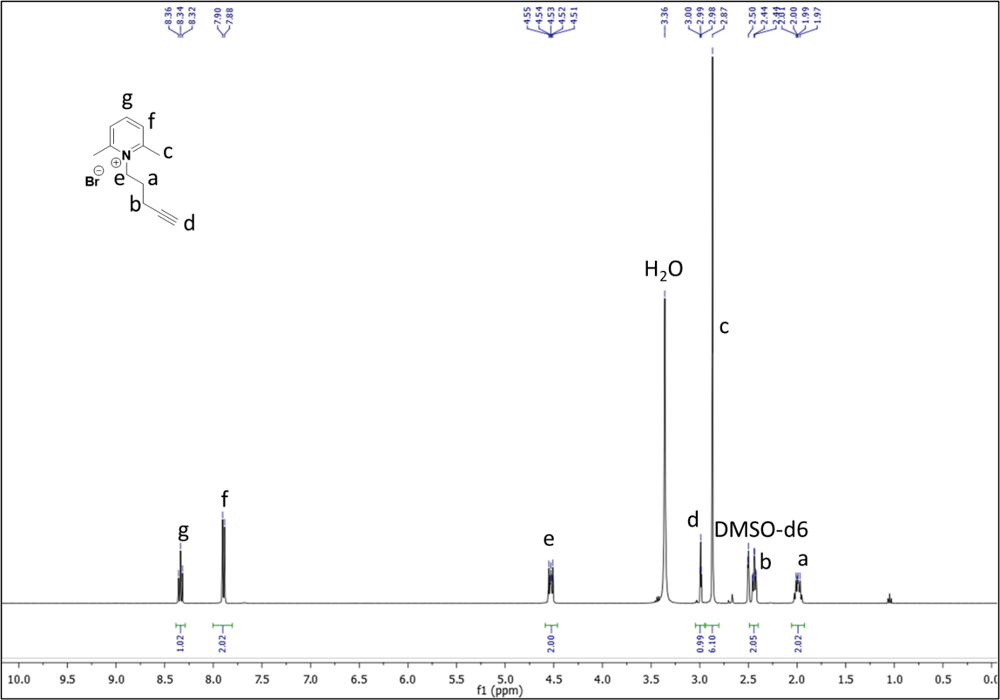 8.36 8.34 8.32 7.90 7.88 4.55 4.54 4.53 4.52 4.51 3.36 3.00 2.99 2.98 2.87 2.50 2.44 2.44 2.01 2.00 1.99 1.97
g
f
c
N
⊕
⊖
Br
e a
b
d
H₂O
c
f
g
e
d
DMSO-d6
b
a
1.02 2.02 2.00 0.99 6.10 2.05 2.02
10.0 9.5 9.0 8.5 8.0 7.5 7.0 6.5 6.0 5.5 5.0 4.5 4.0 3.5 3.0 2.5 2.0 1.5 1.0 0.5 0.0
f1 (ppm)